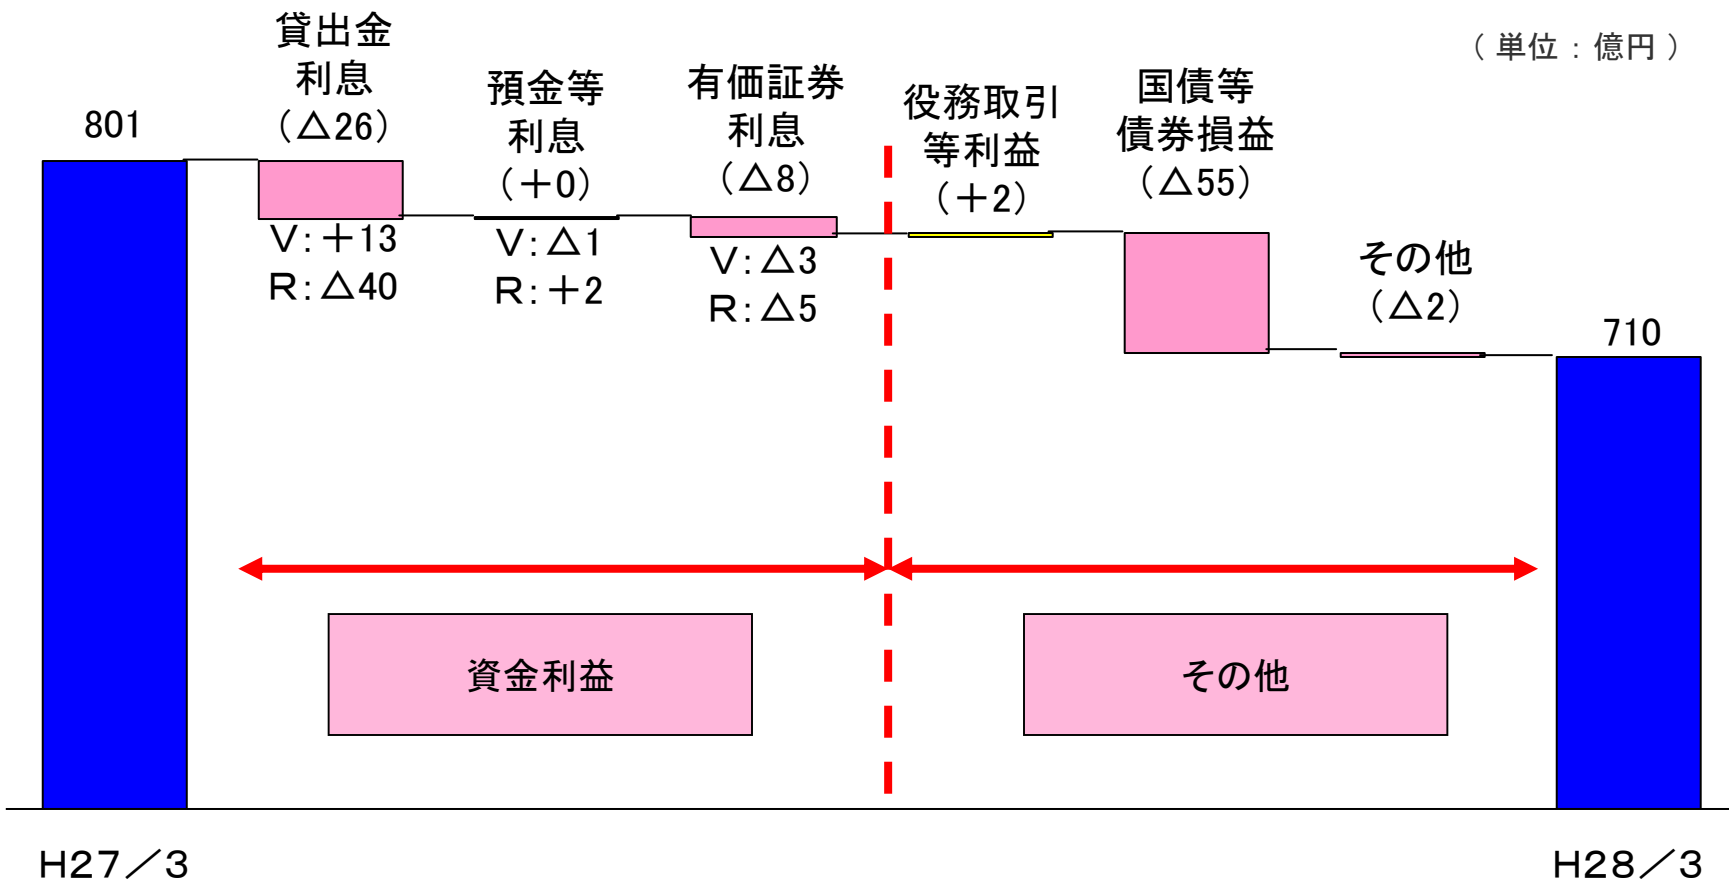 (単位:億円)
801
貸出金
利息
(△26)
V:+13
R:△40
預金等
利息
(+0)
V:△1
R:+2
有価証券
利息
(△8)
V:△3
R:△5
役務取引
等利益
(+2)
国債等
債券損益
(△55)
その他
(△2)
710
資金利益
その他
H27/3
H28/3